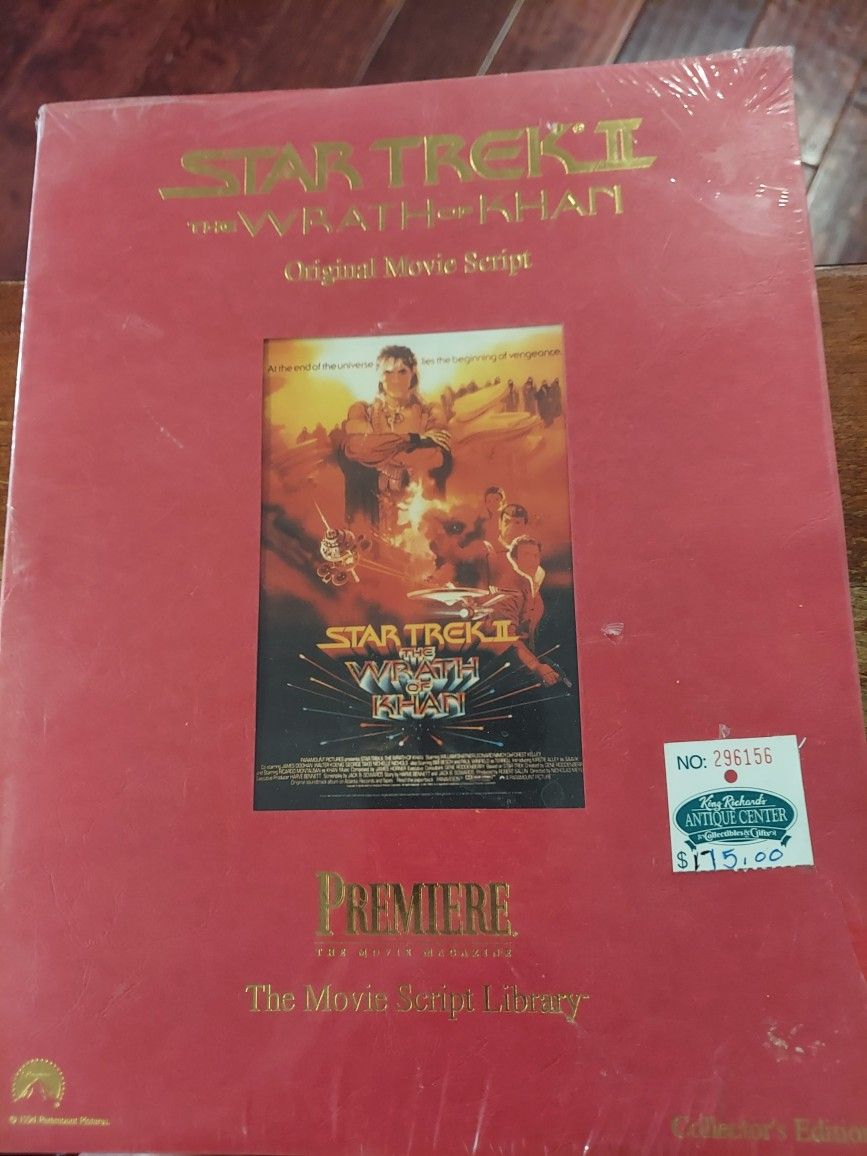 STAR TREK II
THE WRATH OF KHAN
Original Movie Script
At the end of the universe lies the beginning of vengeance.
STAR TREK II
THE
WRATH
OF
KHAN
NO: 296156
King Richard's
ANTIQUE CENTER
Collectibles & Gifts
$175.00
PREMIERE
THE MOVIE MAGAZINE
The Movie Script Library
Paramount Pictures
Collector's Edition